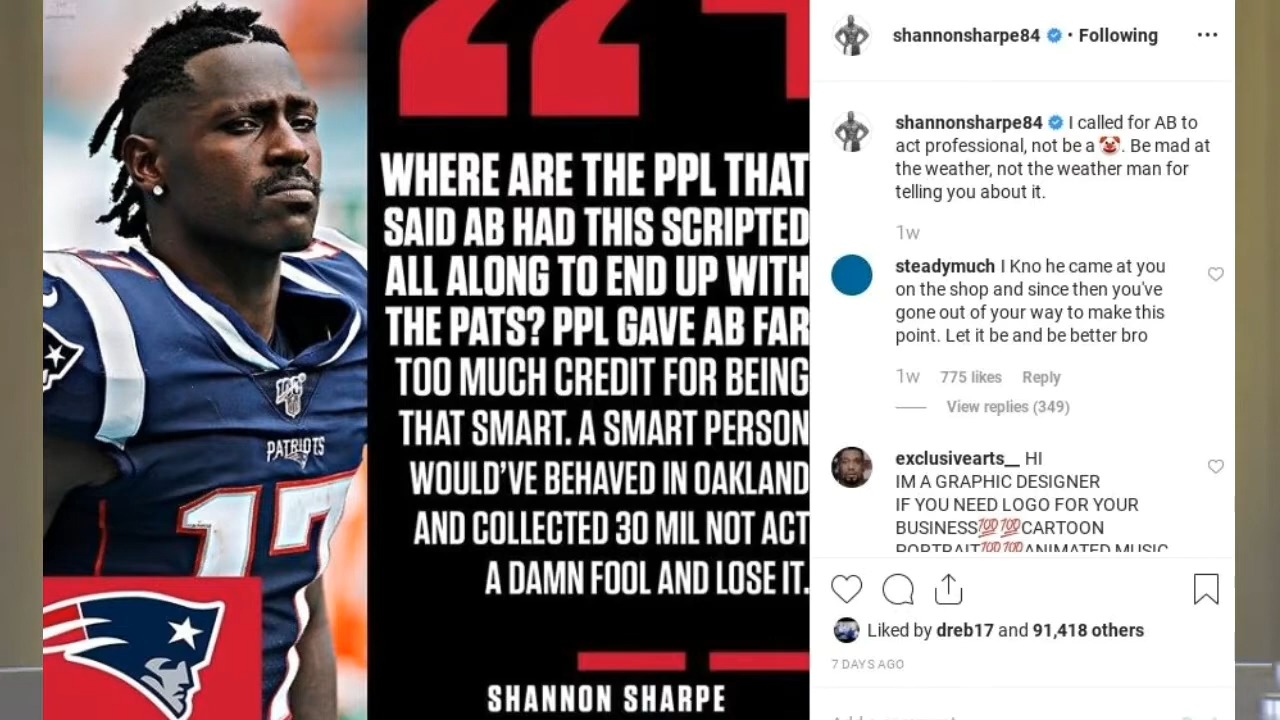 "
WHERE ARE THE PPL THAT
SAID AB HAD THIS SCRIPTED
ALL ALONG TO END UP WITH
THE PATS? PPL GAVE AB FAR
TOO MUCH CREDIT FOR BEING
THAT SMART. A SMART PERSON
WOULD'VE BEHAVED IN OAKLAND
AND COLLECTED 30 MIL NOT ACT
A DAMN FOOL AND LOSE IT.
SHANNON SHARPE
PATRIOTS
17
shannonsharpe84 • Following
shannonsharpe84 I called for AB to
act professional, not be a 🤡. Be mad at
the weather, not the weather man for
telling you about it.
1w
steadymuch I Kno he came at you
on the shop and since then you've
gone out of your way to make this
point. Let it be and be better bro
1w 775 likes Reply
View replies (349)
exclusivearts__ HI
IM A GRAPHIC DESIGNER
IF YOU NEED LOGO FOR YOUR
BUSINESS💯💯CARTOON
PORTRAIT💯💯ANIMATED MUSIC
Liked by dreb17 and 91,418 others
7 DAYS AGO